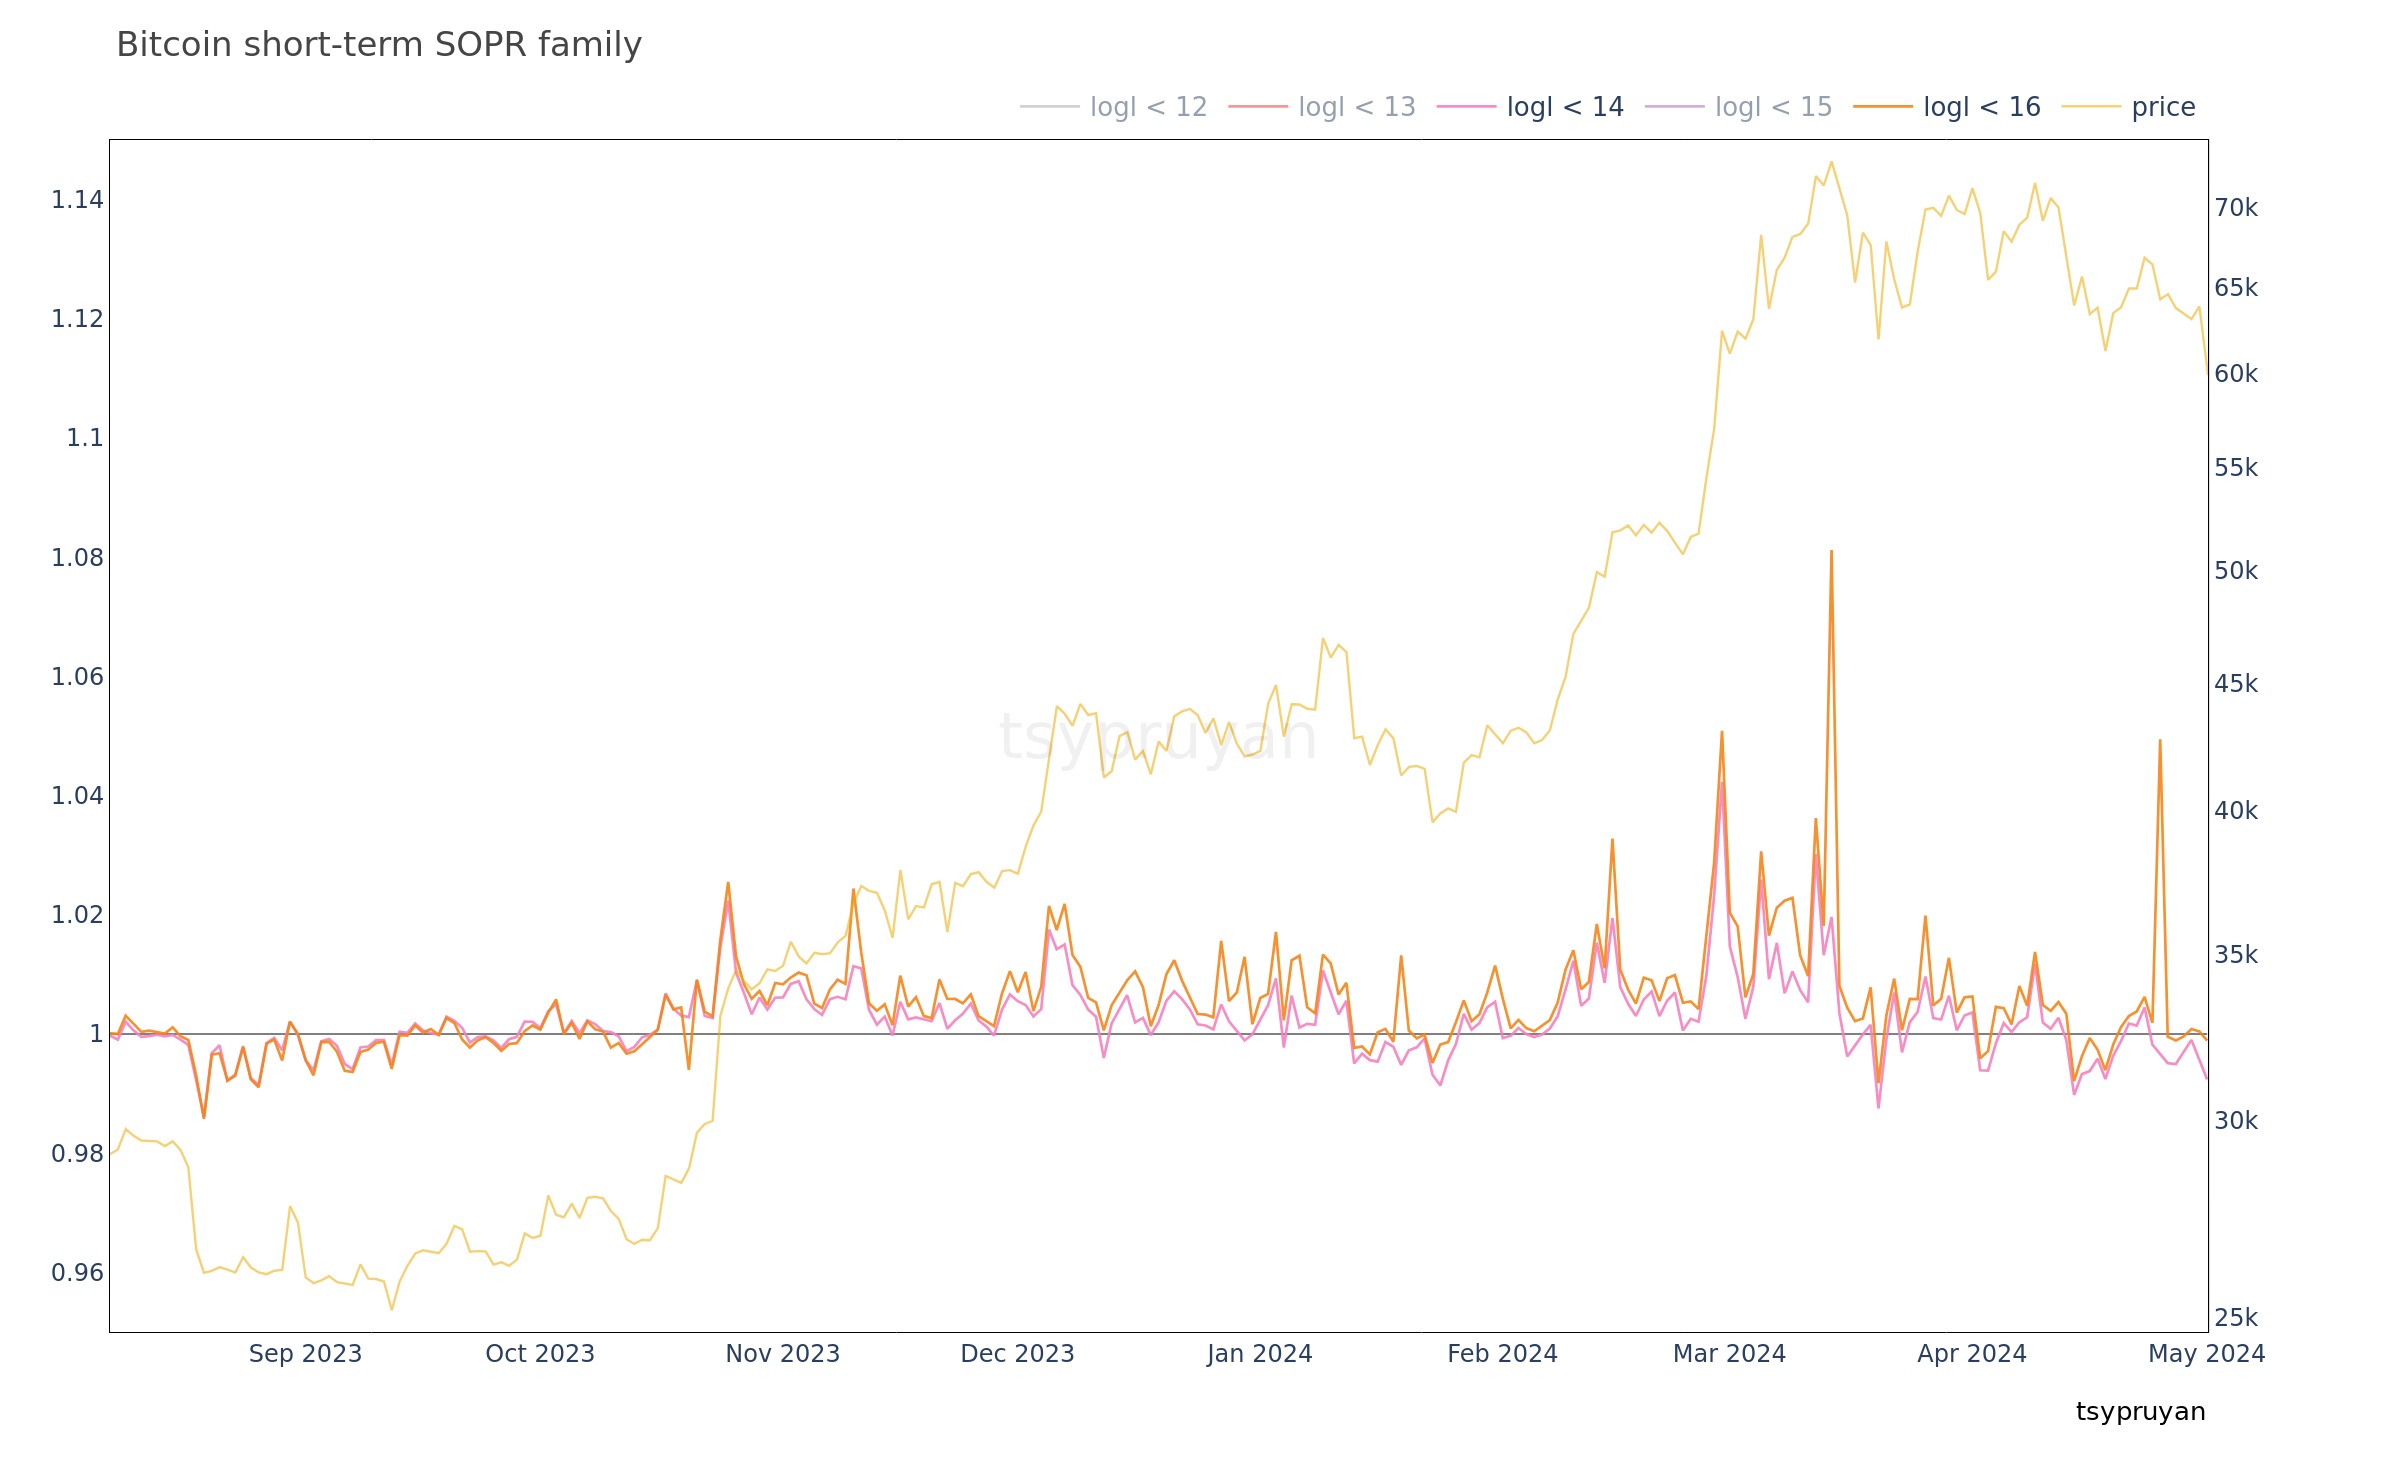 Bitcoin short-term SOPR family
logl < 12 logl < 13 logl < 14 logl < 15 logl < 16 price
1.14
1.12
1.1
1.08
1.06
1.04
1.02
1
0.98
0.96
70k
65k
60k
55k
50k
45k
40k
35k
30k
25k
tsypruyan
Sep 2023 Oct 2023 Nov 2023 Dec 2023 Jan 2024 Feb 2024 Mar 2024 Apr 2024 May 2024
tsypruyan